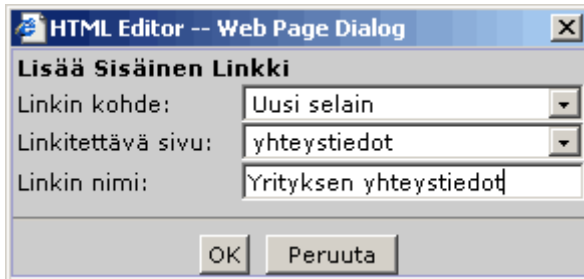 HTML Editor -- Web Page Dialog
Lisää Sisäinen Linkki
Linkin kohde: Uusi selain
Linkitettävä sivu: yhteystiedot
Linkin nimi: Yrityksen yhteystiedot
OK Peruuta